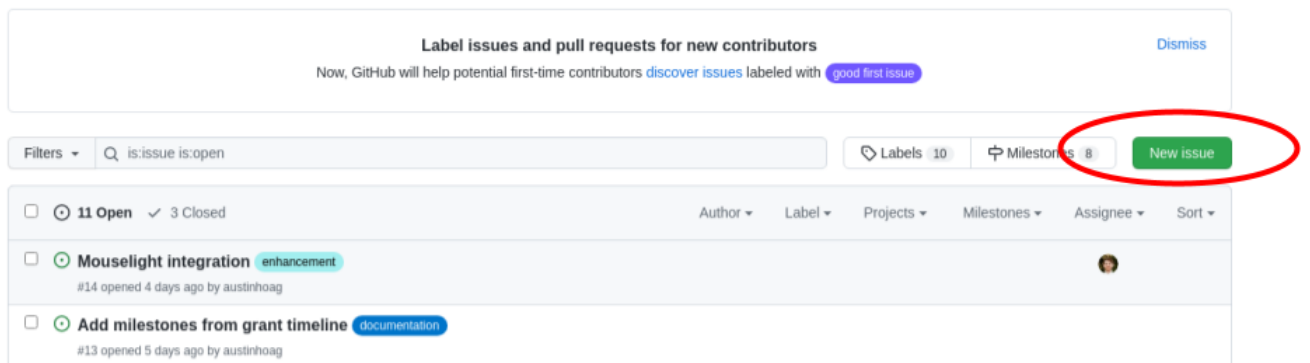 Label issues and pull requests for new contributors
Dismiss
Now, GitHub will help potential first-time contributors discover issues labeled with good first issue
Filters is:issue is:open Labels 10 Milestones 8 New issue
11 Open 3 Closed Author Label Projects Milestones Assignee Sort
Mouselight integration enhancement
#14 opened 4 days ago by austinhoag
Add milestones from grant timeline documentation
#13 opened 5 days ago by austinhoag